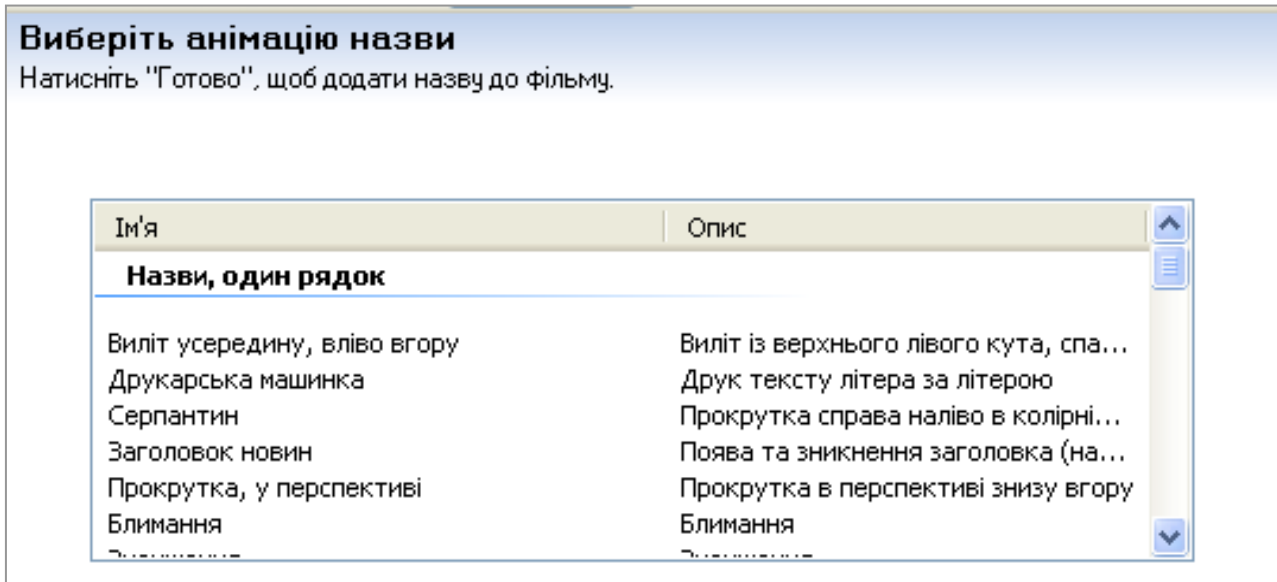 Виберіть анімацію назви
Натисніть "Готово", щоб додати назву до фільму.
Ім'я Опис
Назви, один рядок
Виліт усередину, вліво вгору Виліт із верхнього лівого кута, спа...
Друкарська машинка Друк тексту літера за літерою
Серпантин Прокрутка справа наліво в колірні...
Заголовок новин Поява та зникнення заголовка (на...
Прокрутка, у перспективі Прокрутка в перспективі знизу вгору
Блимання Блимання